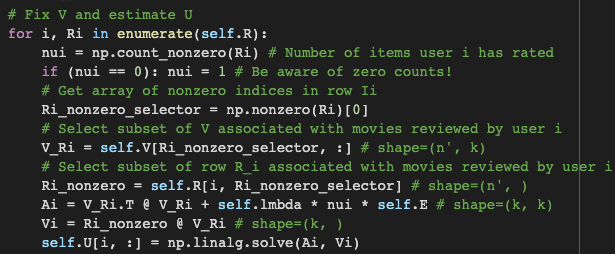 # Fix V and estimate U
for i, Ri in enumerate(self.R):
    nui = np.count_nonzero(Ri) # Number of items user i has rated
    if (nui == 0): nui = 1 # Be aware of zero counts!
    # Get array of nonzero indices in row Ii
    Ri_nonzero_selector = np.nonzero(Ri)[0]
    # Select subset of V associated with movies reviewed by user i
    V_Ri = self.V[Ri_nonzero_selector, :] # shape=(n', k)
    # Select subset of row R_i associated with movies reviewed by user i
    Ri_nonzero = self.R[i, Ri_nonzero_selector] # shape=(n', )
    Ai = V_Ri.T @ V_Ri + self.lmbda * nui * self.E # shape=(k, k)
    Vi = Ri_nonzero @ V_Ri # shape=(k, )
    self.U[i, :] = np.linalg.solve(Ai, Vi)